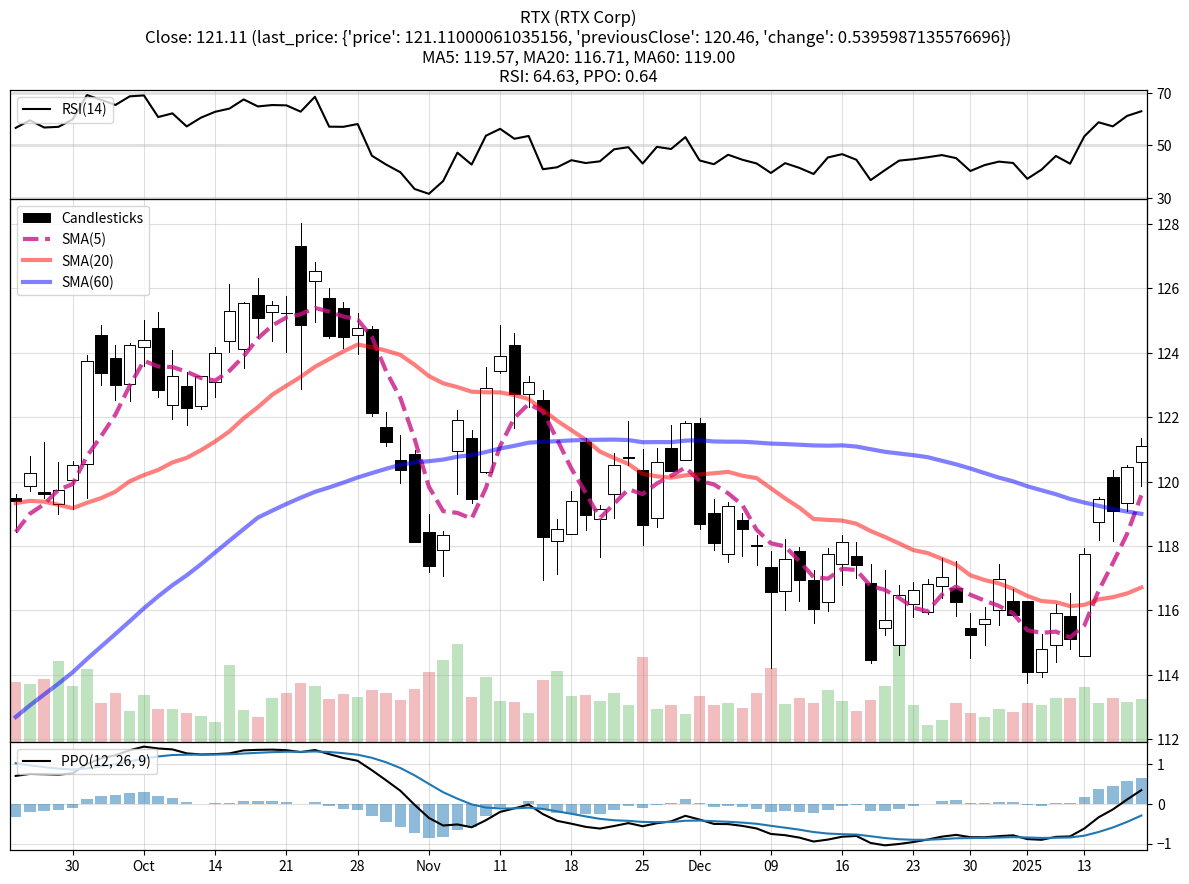 RTX (RTX Corp)
Close: 121.11 (last_price: {'price': 121.11000061035156, 'previousClose': 120.46, 'change': 0.5395987135576696})
MA5: 119.57, MA20: 116.71, MA60: 119.00
RSI: 64.63, PPO: 0.64
RSI(14)
70
50
30
Candlesticks
SMA(5)
SMA(20)
SMA(60)
128
126
124
122
120
118
116
114
112
PPO(12, 26, 9)
1
0
−1
30 Oct 14 21 28 Nov 11 18 25 Dec 09 16 23 30 2025 13